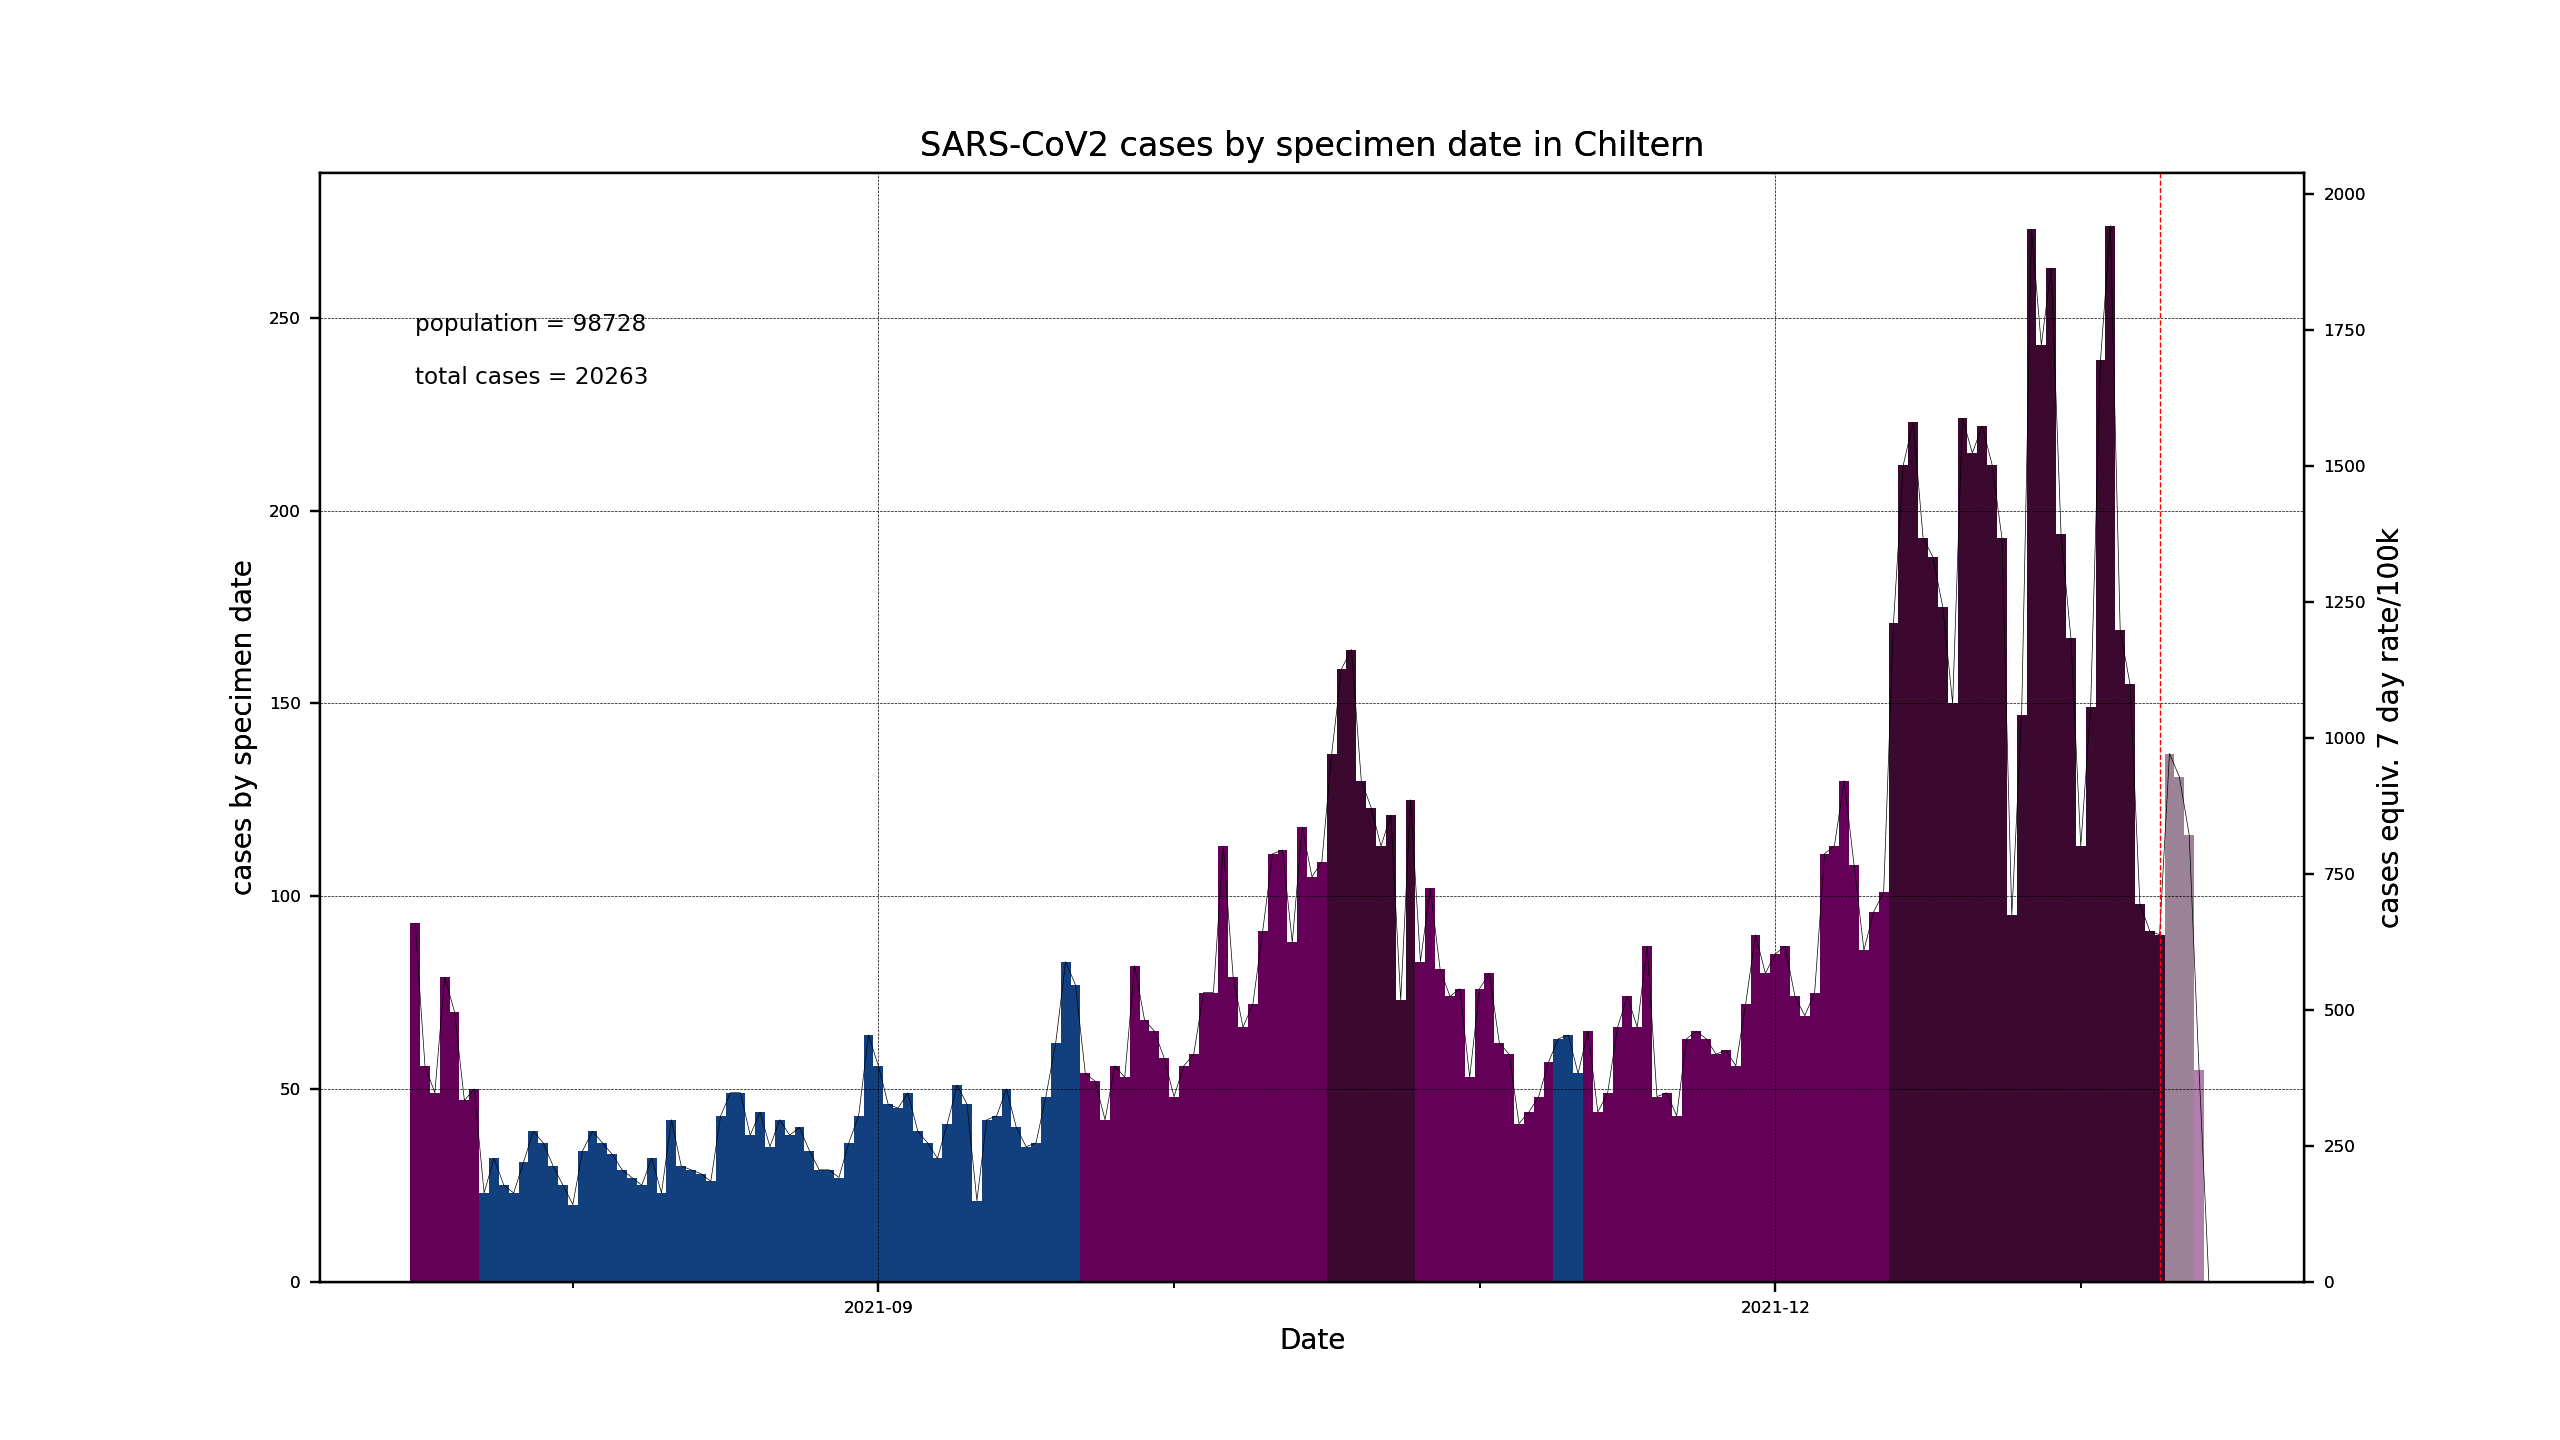 SARS-CoV2 cases by specimen date in Chiltern
population = 98728
total cases = 20263
cases by specimen date
250
200
150
100
50
0
2000
1750
1500
1250
1000
750
500
250
0
cases equiv. 7 day rate/100k
2021-09
2021-12
Date